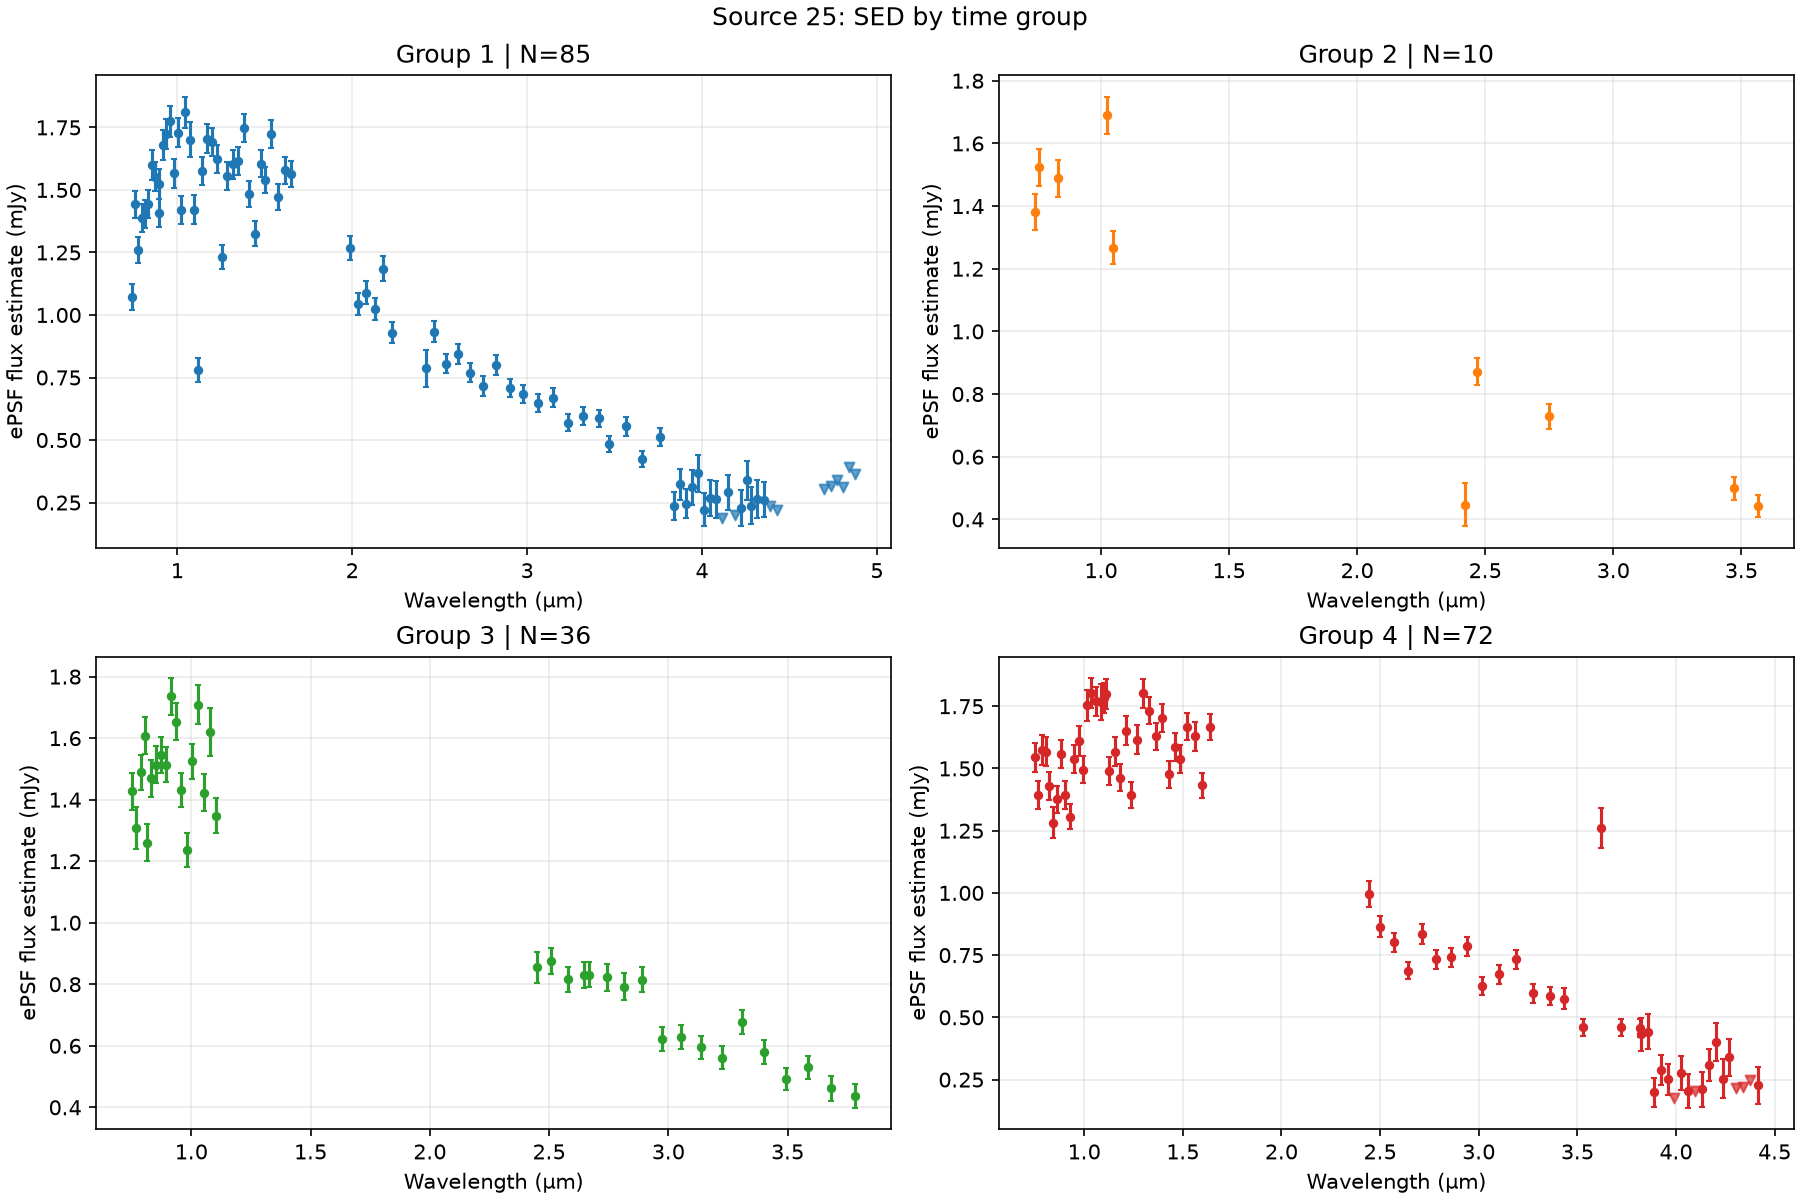 Source 25: SED by time group
Group 1 | N=85
ePSF flux estimate (mJy)
1.75
1.50
1.25
1.00
0.75
0.50
0.25
1 2 3 4 5
Wavelength (μm)
Group 2 | N=10
ePSF flux estimate (mJy)
1.8
1.6
1.4
1.2
1.0
0.8
0.6
0.4
1.0 1.5 2.0 2.5 3.0 3.5
Wavelength (μm)
Group 3 | N=36
ePSF flux estimate (mJy)
1.8
1.6
1.4
1.2
1.0
0.8
0.6
0.4
1.0 1.5 2.0 2.5 3.0 3.5
Wavelength (μm)
Group 4 | N=72
ePSF flux estimate (mJy)
1.75
1.50
1.25
1.00
0.75
0.50
0.25
1.0 1.5 2.0 2.5 3.0 3.5 4.0 4.5
Wavelength (μm)